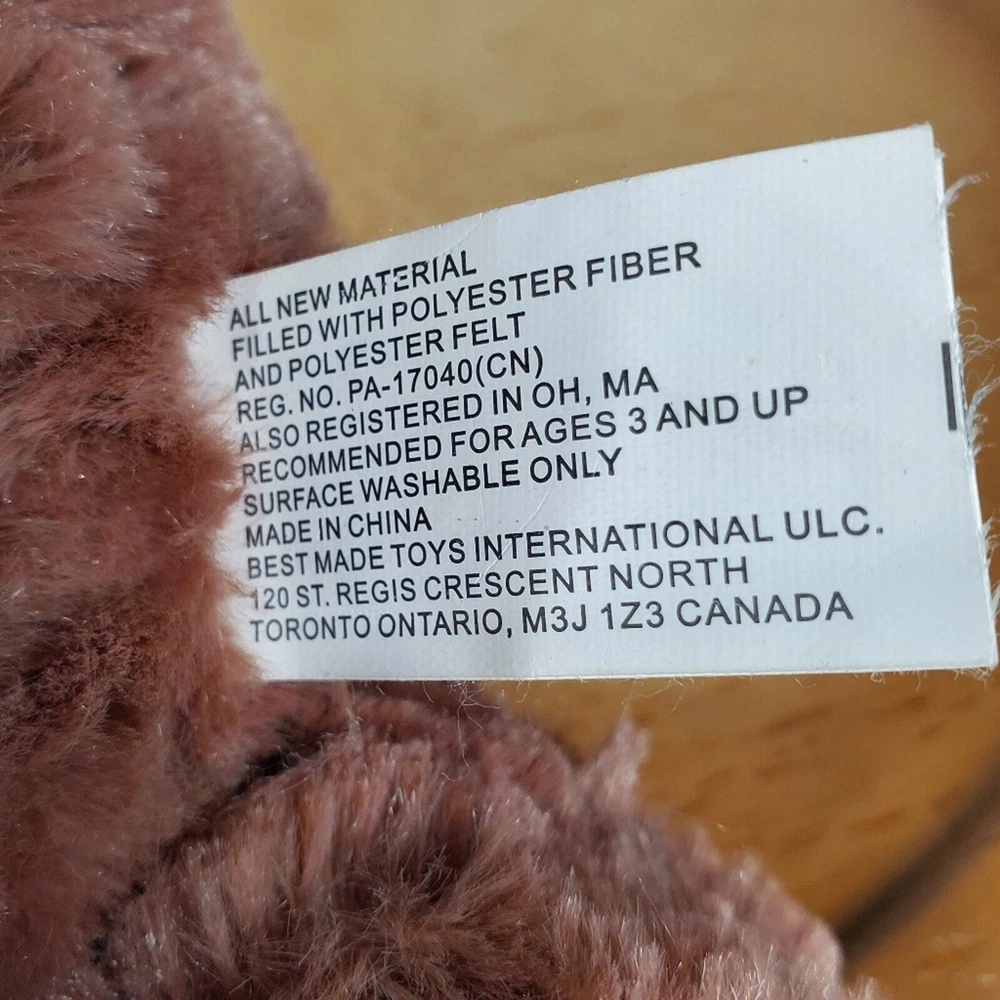 ALL NEW MATERIAL
FILLED WITH POLYESTER FIBER
AND POLYESTER FELT
REG. NO. PA-17040(CN)
ALSO REGISTERED IN OH, MA
RECOMMENDED FOR AGES 3 AND UP
SURFACE WASHABLE ONLY
MADE IN CHINA
BEST MADE TOYS INTERNATIONAL ULC.
120 ST. REGIS CRESCENT NORTH
TORONTO ONTARIO, M3J 1Z3 CANADA